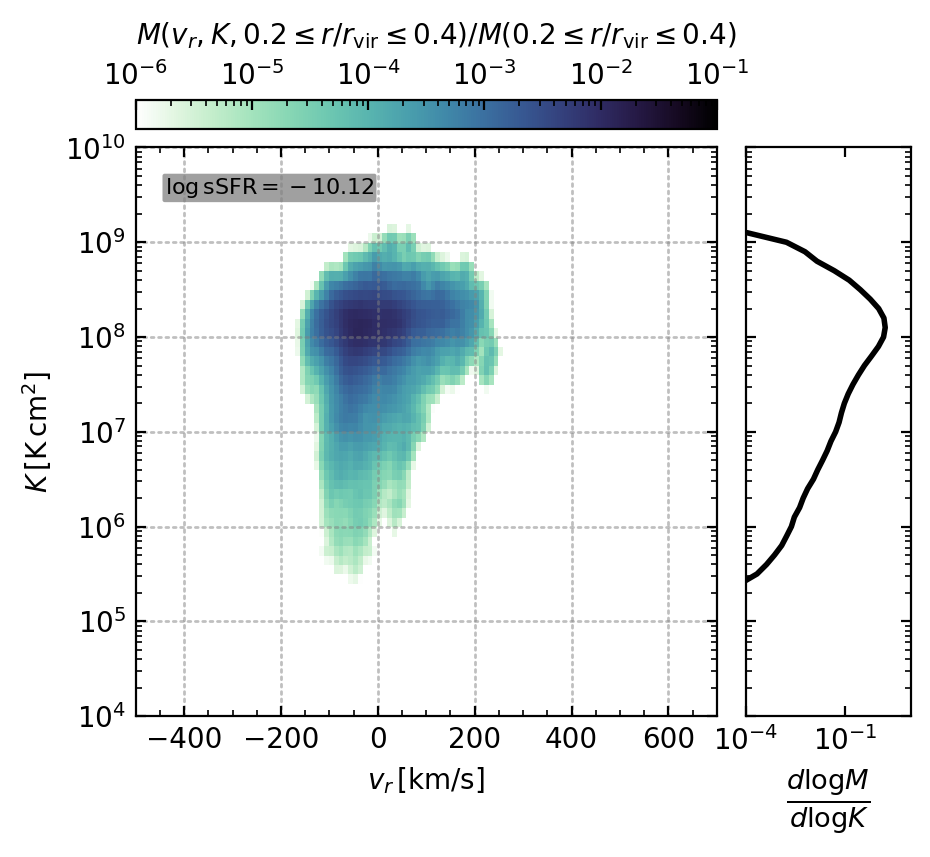 M(v_r, K, 0.2 ≤ r/r_vir ≤ 0.4)/M(0.2 ≤ r/r_vir ≤ 0.4)
10^−6 10^−5 10^−4 10^−3 10^−2 10^−1
log sSFR = −10.12
10^10
10^9
10^8
10^7
10^6
10^5
10^4
K [K cm^2]
−400 −200 0 200 400 600
v_r [km/s]
10^−4 10^−1
dlogM
dlogK